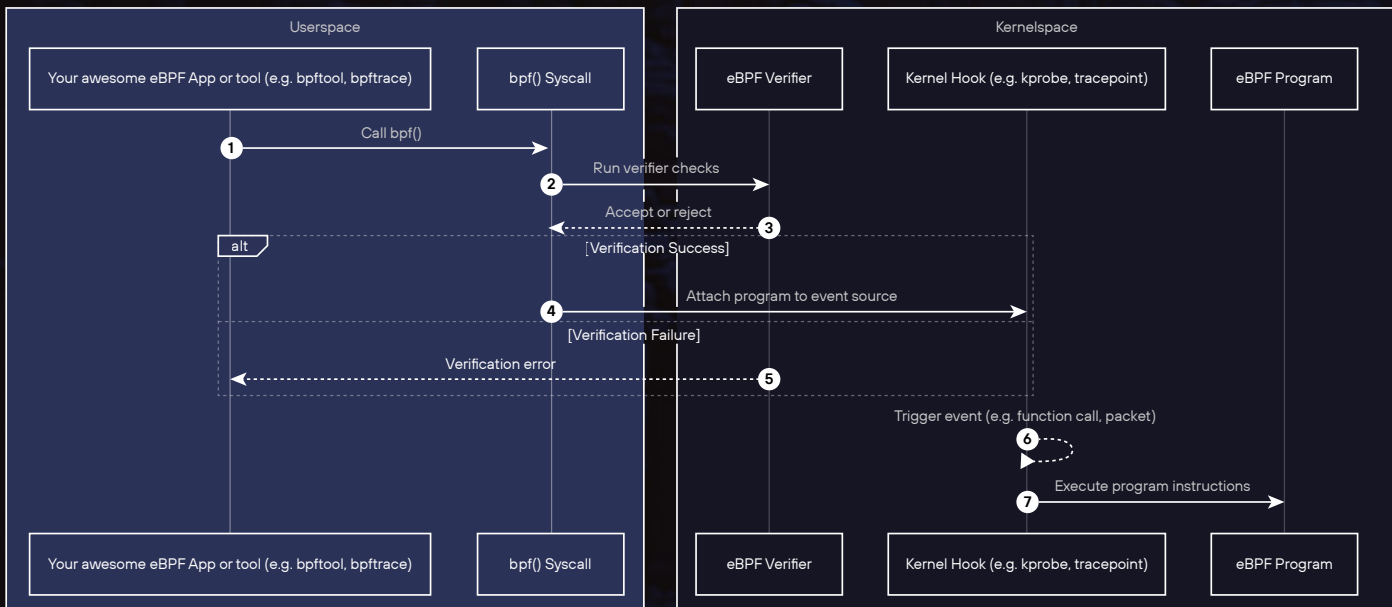 Userspace
Kernelspace
Your awesome eBPF App or tool (e.g. bpftool, bpftrace)
bpf() Syscall
eBPF Verifier
Kernel Hook (e.g. kprobe, tracepoint)
eBPF Program
Call bpf()
1
Run verifier checks
2
Accept or reject
3
alt
[Verification Success]
Attach program to event source
4
[Verification Failure]
Verification error
5
Trigger event (e.g. function call, packet)
6
Execute program instructions
7
Your awesome eBPF App or tool (e.g. bpftool, bpftrace)
bpf() Syscall
eBPF Verifier
Kernel Hook (e.g. kprobe, tracepoint)
eBPF Program